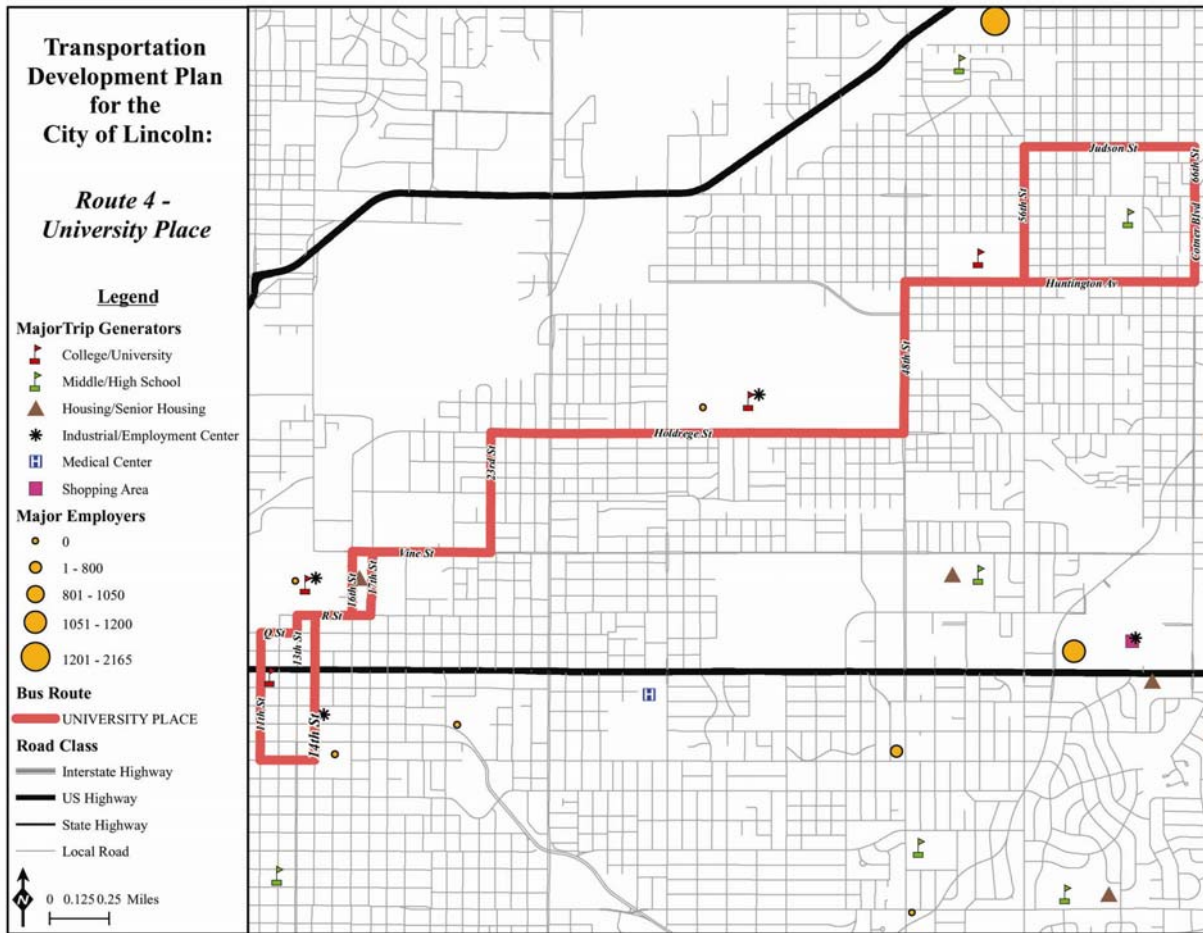 Transportation
Development Plan
for the
City of Lincoln:
Route 4 -
University Place
Legend
MajorTrip Generators
College/University
Middle/High School
Housing/Senior Housing
Industrial/Employment Center
H
Medical Center
Shopping Area
Major Employers
0
1 - 800
801 - 1050
1051 - 1200
1201 - 2165
Bus Route
UNIVERSITY PLACE
Road Class
Interstate Highway
US Highway
State Highway
Local Road
N
0 0.125 0.25 Miles
Judson St
66th St
56th St
Cotner Blvd
Huntington Av
48th St
Holdrege St
23rd St
Vine St
16th St
17th St
R St
Q St
13th St
H
11th St
14th St